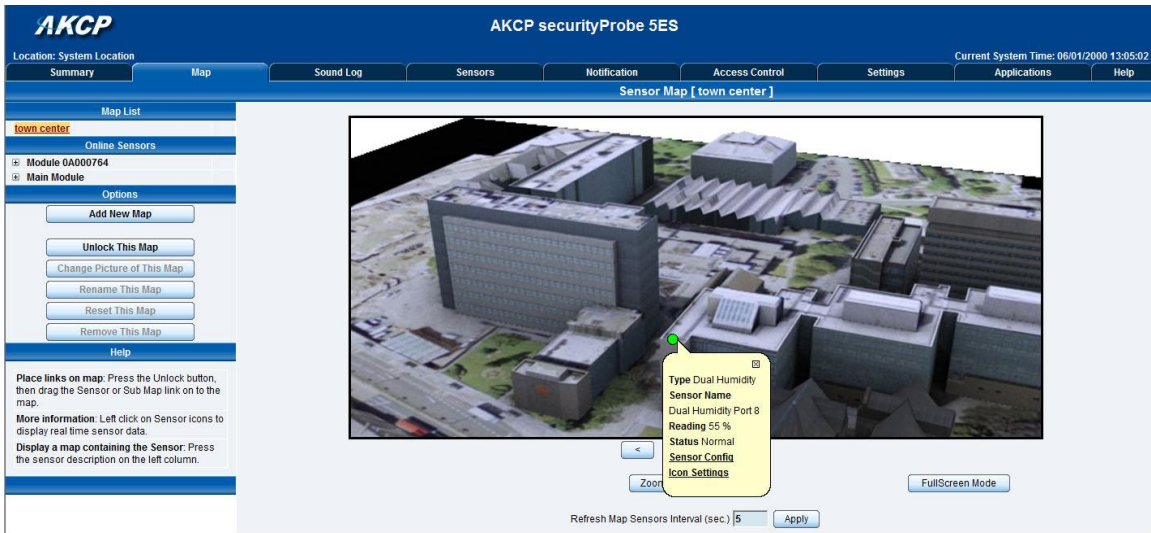 AKCP
AKCP securityProbe 5ES
Location: System Location
Current System Time: 06/01/2000 13:05:02
Summary
Map
Sound Log
Sensors
Notification
Access Control
Settings
Applications
Help
Sensor Map [ town center ]
Map List
town center
Online Sensors
Module 0A000764
Main Module
Options
Add New Map
Unlock This Map
Change Picture of This Map
Rename This Map
Reset This Map
Remove This Map
Help
Place links on map: Press the Unlock button,
then drag the Sensor or Sub Map link on to the
map.
More information: Left click on Sensor icons to
display real time sensor data.
Display a map containing the Sensor: Press
the sensor description on the left column.
Type Dual Humidity
Sensor Name
Dual Humidity Port 8
Reading 55 %
Status Normal
Sensor Config
Icon Settings
<
Zoom
FullScreen Mode
Refresh Map Sensors Interval (sec.) 5 Apply